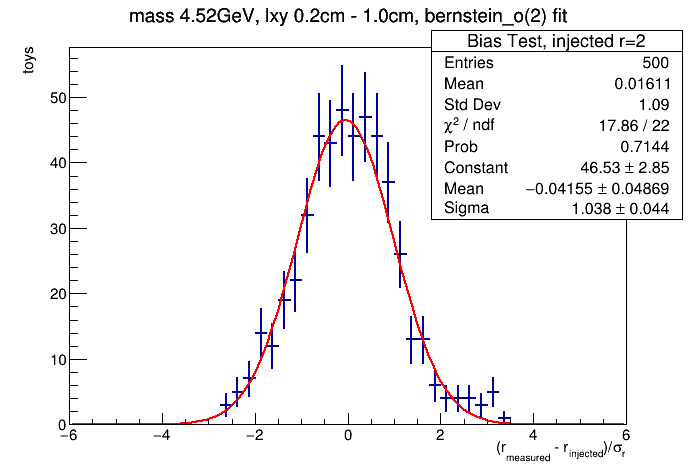 mass 4.52GeV, lxy 0.2cm - 1.0cm, bernstein_o(2) fit
toys
Bias Test, injected r=2
Entries 500
Mean 0.01611
Std Dev 1.09
χ² / ndf 17.86 / 22
Prob 0.7144
Constant 46.53 ± 2.85
Mean −0.04155 ± 0.04869
Sigma 1.038 ± 0.044
50
40
30
20
10
0
−6 −4 −2 0 2 4 6
(r_measured - r_injected)/σ_r